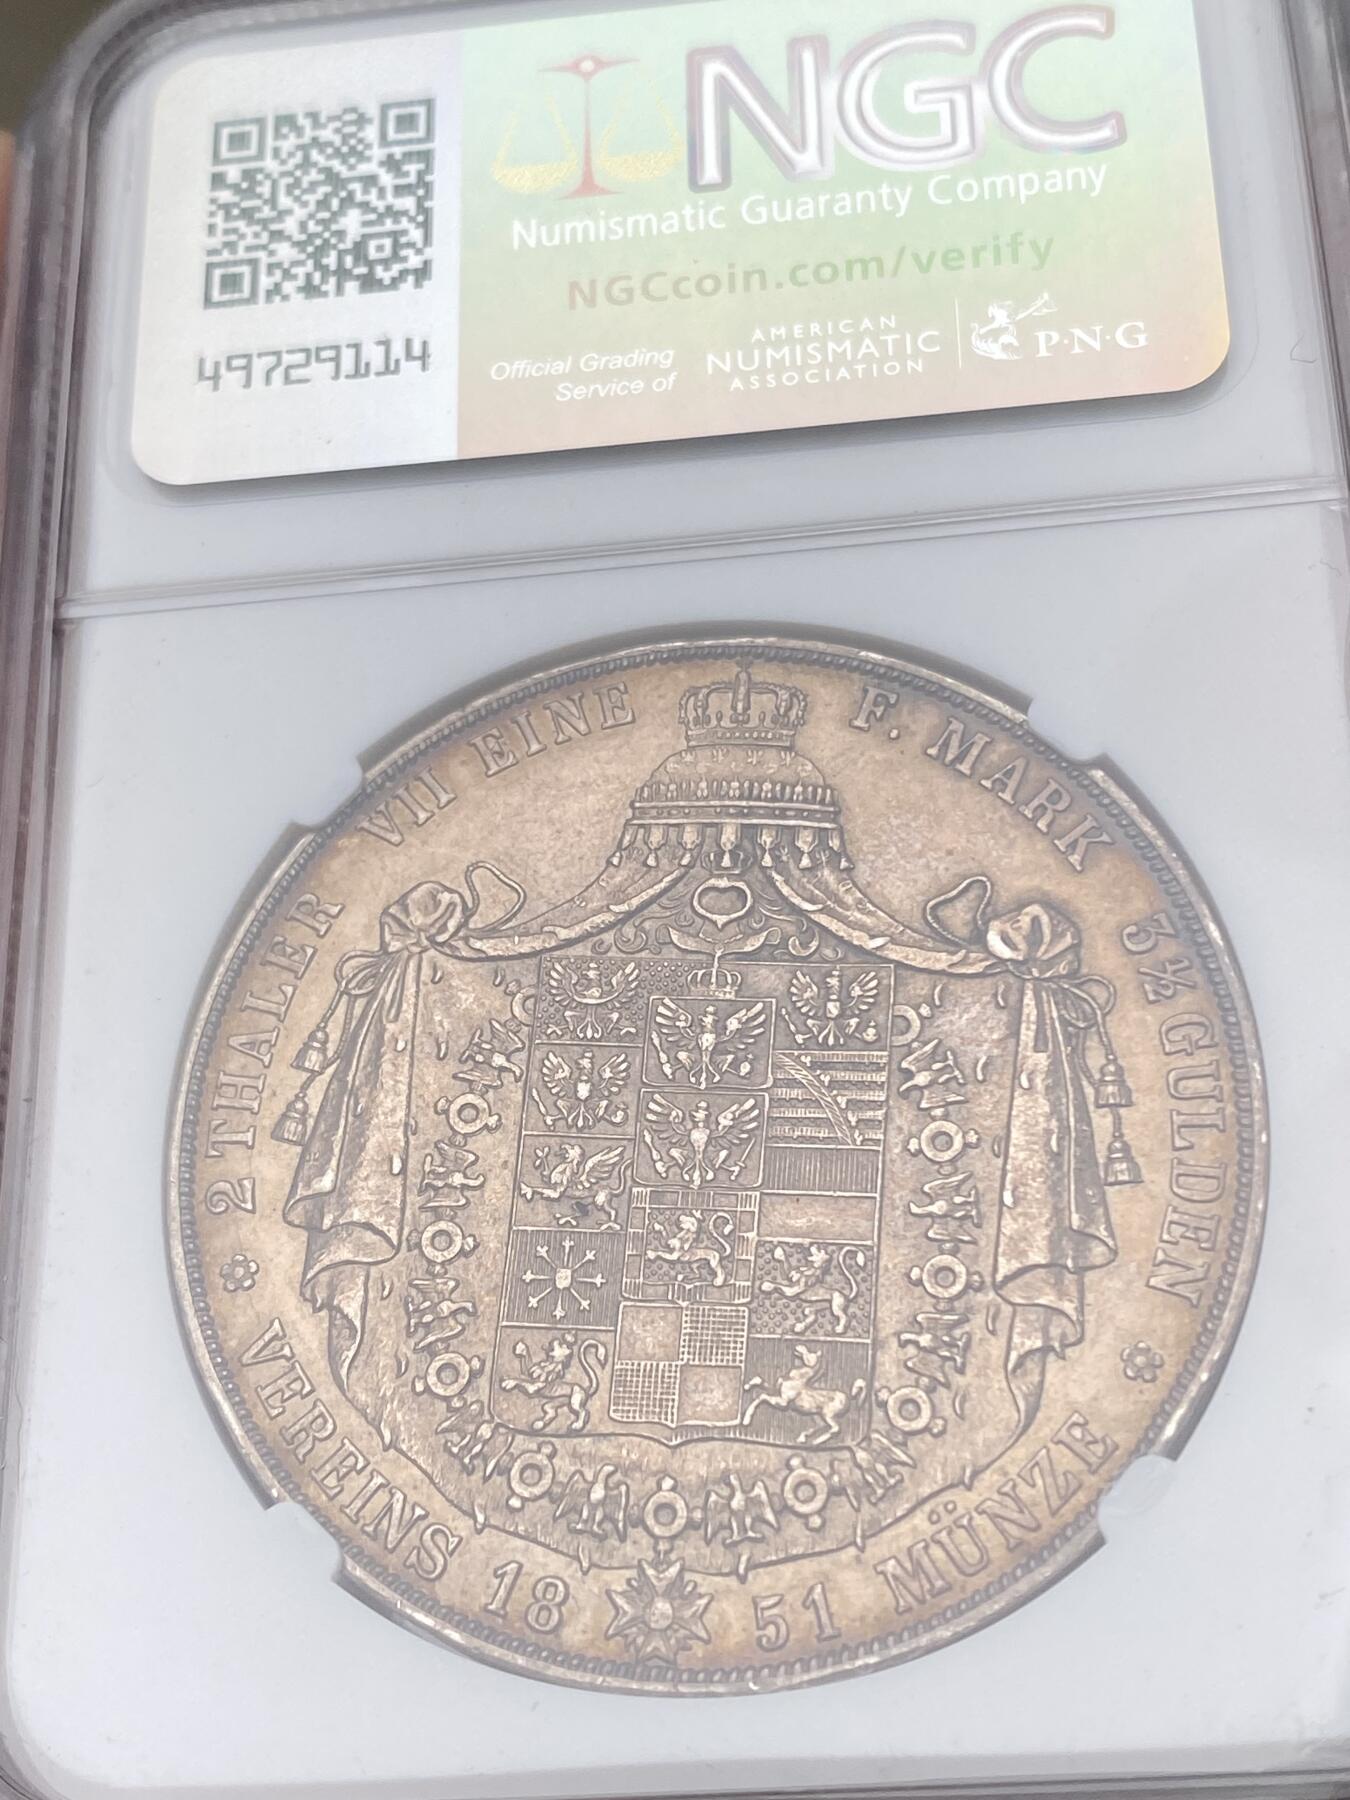 NGC
Numismatic Guaranty Company
NGCcoin.com/verify
49729114
Official Grading
Service of
AMERICAN
NUMISMATIC
ASSOCIATION
P·N·G
2 THALER VII EINE F. MARK 3½ GULDEN
VEREINS 18 51 MÜNZE